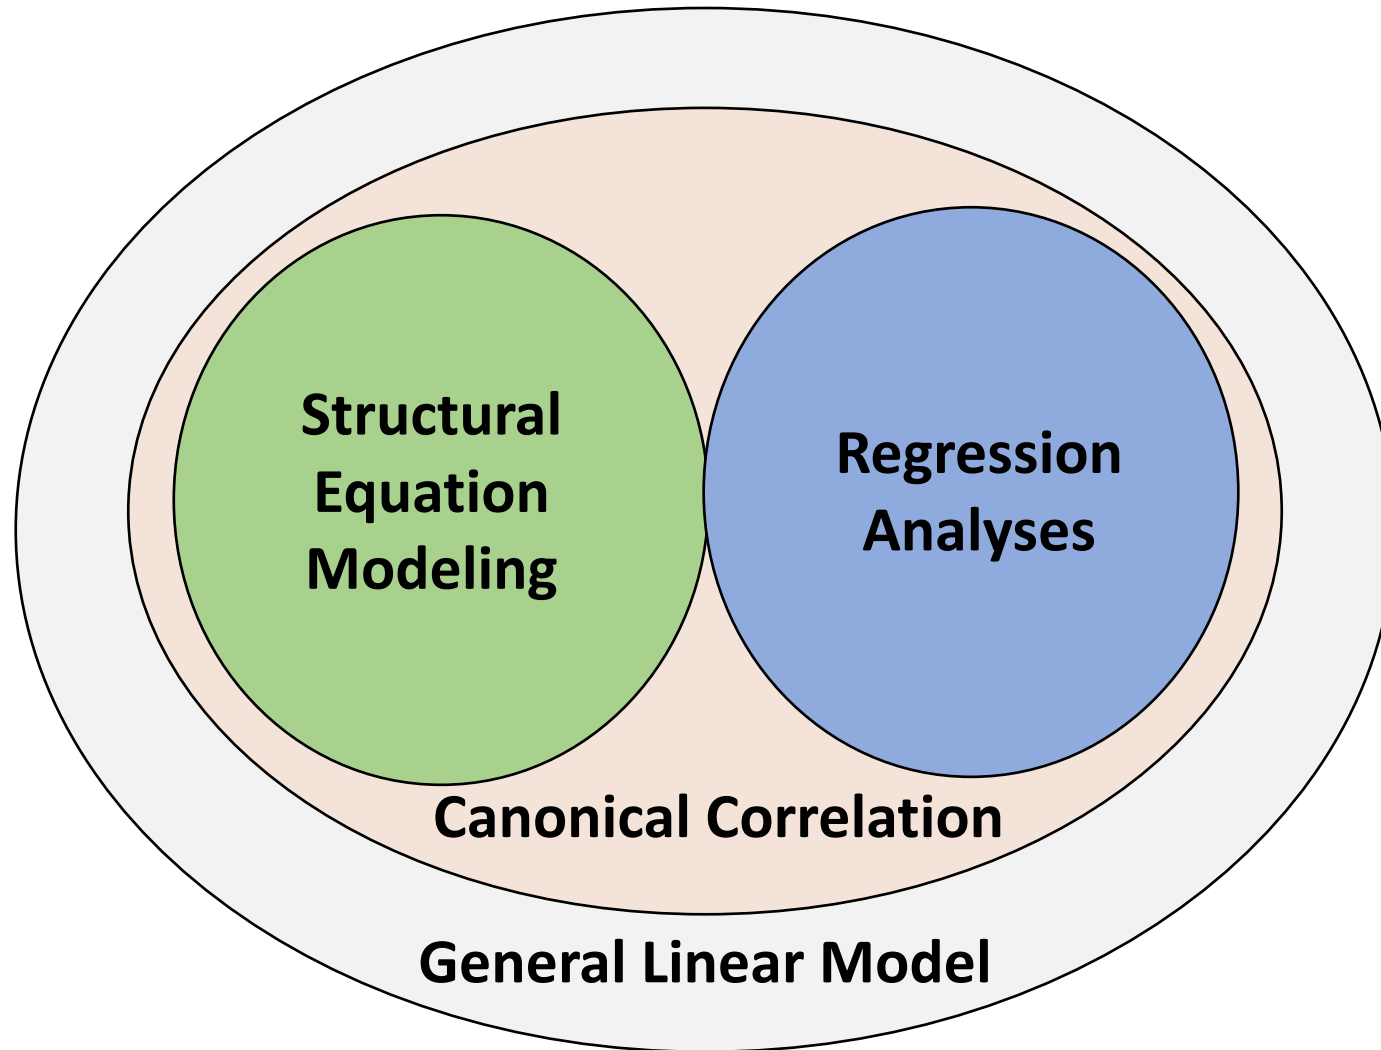 Structural
Equation
Modeling
Regression
Analyses
Canonical Correlation
General Linear Model